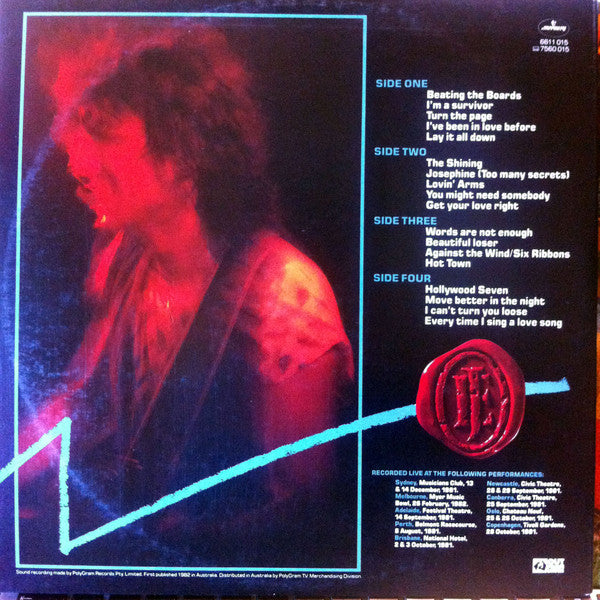 mercury
6611 015
7560 015
SIDE ONE
Beating the Boards
I'm a survivor
Turn the page
I've been in love before
Lay it all down
SIDE TWO
The Shining
Josephine (Too many secrets)
Lovin' Arms
You might need somebody
Get your love right
SIDE THREE
Words are not enough
Beautiful loser
Against the Wind/Six Ribbons
Hot Town
SIDE FOUR
Hollywood Seven
Move better in the night
I can't turn you loose
Every time I sing a love song
JE
RECORDED LIVE AT THE FOLLOWING PERFORMANCES:
Sydney, Musicians Club, 13
& 14 December, 1981.
Melbourne, Myer Music
Bowl, 28 February, 1982.
Adelaide, Festival Theatre,
14 September, 1981.
Perth, Belmont Racecourse,
8 August, 1981.
Brisbane, National Hotel,
2 & 3 October, 1981.
Newcastle, Civic Theatre,
28 & 29 September, 1981.
Canberra, Civic Theatre,
25 September, 1981.
Oslo, Chateau Neuf,
25 & 26 October, 1981.
Copenhagen, Tivoli Gardens,
28 October, 1981.
Sound recording made by PolyGram Records Pty. Limited. First published 1982 in Australia. Distributed in Australia by PolyGram T.V. Merchandising Division